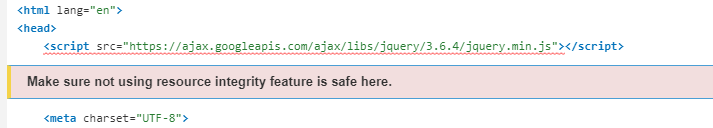 <html lang="en">
<head>
<script src="https://ajax.googleapis.com/ajax/libs/jquery/3.6.4/jquery.min.js"></script>
Make sure not using resource integrity feature is safe here.
<meta charset="UTF-8">